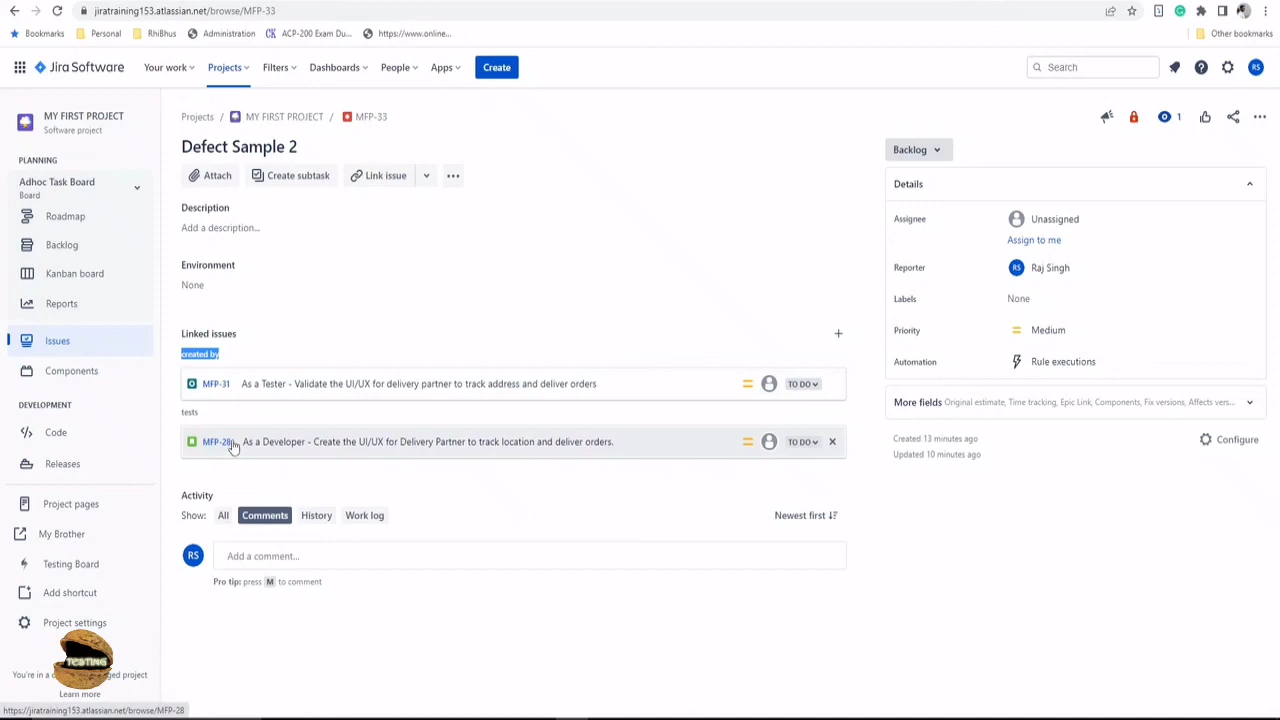 jiratraining153.atlassian.net/browse/MFP-33
Bookmarks Personal RhiBhus Administration ACP-200 Exam Du... https://www.online... Other bookmarks
Jira Software Your work Projects Filters Dashboards People Apps Create Search RS
MY FIRST PROJECT
Software project
PLANNING
Adhoc Task Board
Board
Roadmap
Backlog
Kanban board
Reports
Issues
Components
DEVELOPMENT
Code
Releases
Project pages
My Brother
Testing Board
Add shortcut
Project settings
TESTING
You're in a
project
Learn more
https://jiratraining153.atlassian.net/browse/MFP-28
Projects / MY FIRST PROJECT / MFP-33
Defect Sample 2
Attach Create subtask Link issue
Description
Add a description...
Environment
None
Linked issues
created by
MFP-31 As a Tester - Validate the UI/UX for delivery partner to track address and deliver orders TO DO
tests
MFP-28 As a Developer - Create the UI/UX for Delivery Partner to track location and deliver orders. TO DO
Activity
Show: All Comments History Work log Newest first
RS Add a comment...
Pro tip: press M to comment
1
Backlog
Details
Assignee Unassigned
Assign to me
Reporter RS Raj Singh
Labels None
Priority Medium
Automation Rule executions
More fields Original estimate, Time tracking, Epic Link, Components, Fix versions, Affects vers...
Created 13 minutes ago Configure
Updated 10 minutes ago